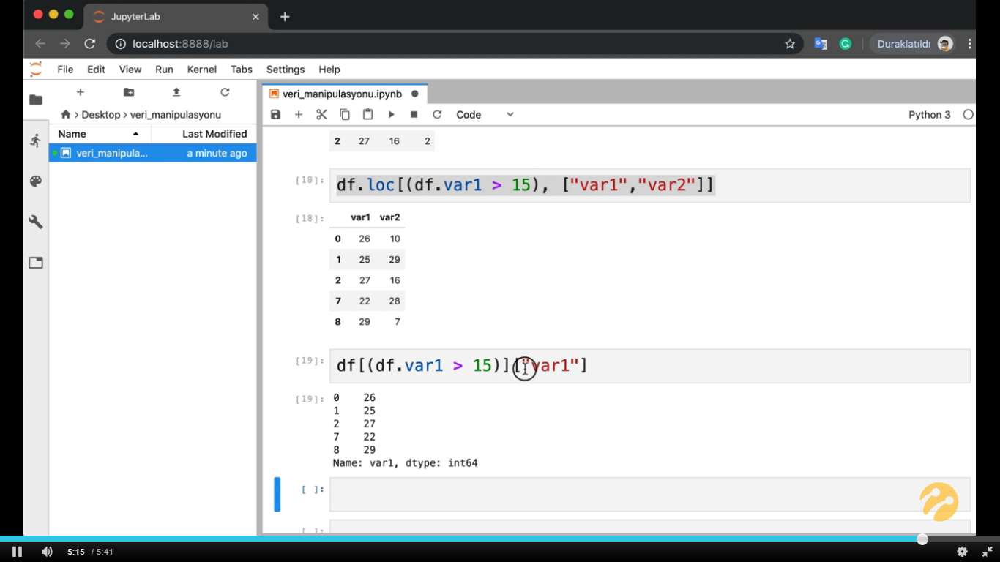 JupyterLab
localhost:8888/lab
Duraklatıldı
File Edit View Run Kernel Tabs Settings Help
veri_manipulasyonu.ipynb
Desktop > veri_manipulasyonu
Code
Python 3
Name Last Modified
veri_manipula... a minute ago
2 27 16 2
[18]: df.loc[(df.var1 > 15), ["var1","var2"]]
[18]: var1 var2
0 26 10
1 25 29
2 27 16
7 22 28
8 29 7
[19]: df[(df.var1 > 15)]["var1"]
[19]: 0 26
1 25
2 27
7 22
8 29
Name: var1, dtype: int64
[ ]:
[ ]:
5:15 / 5:41